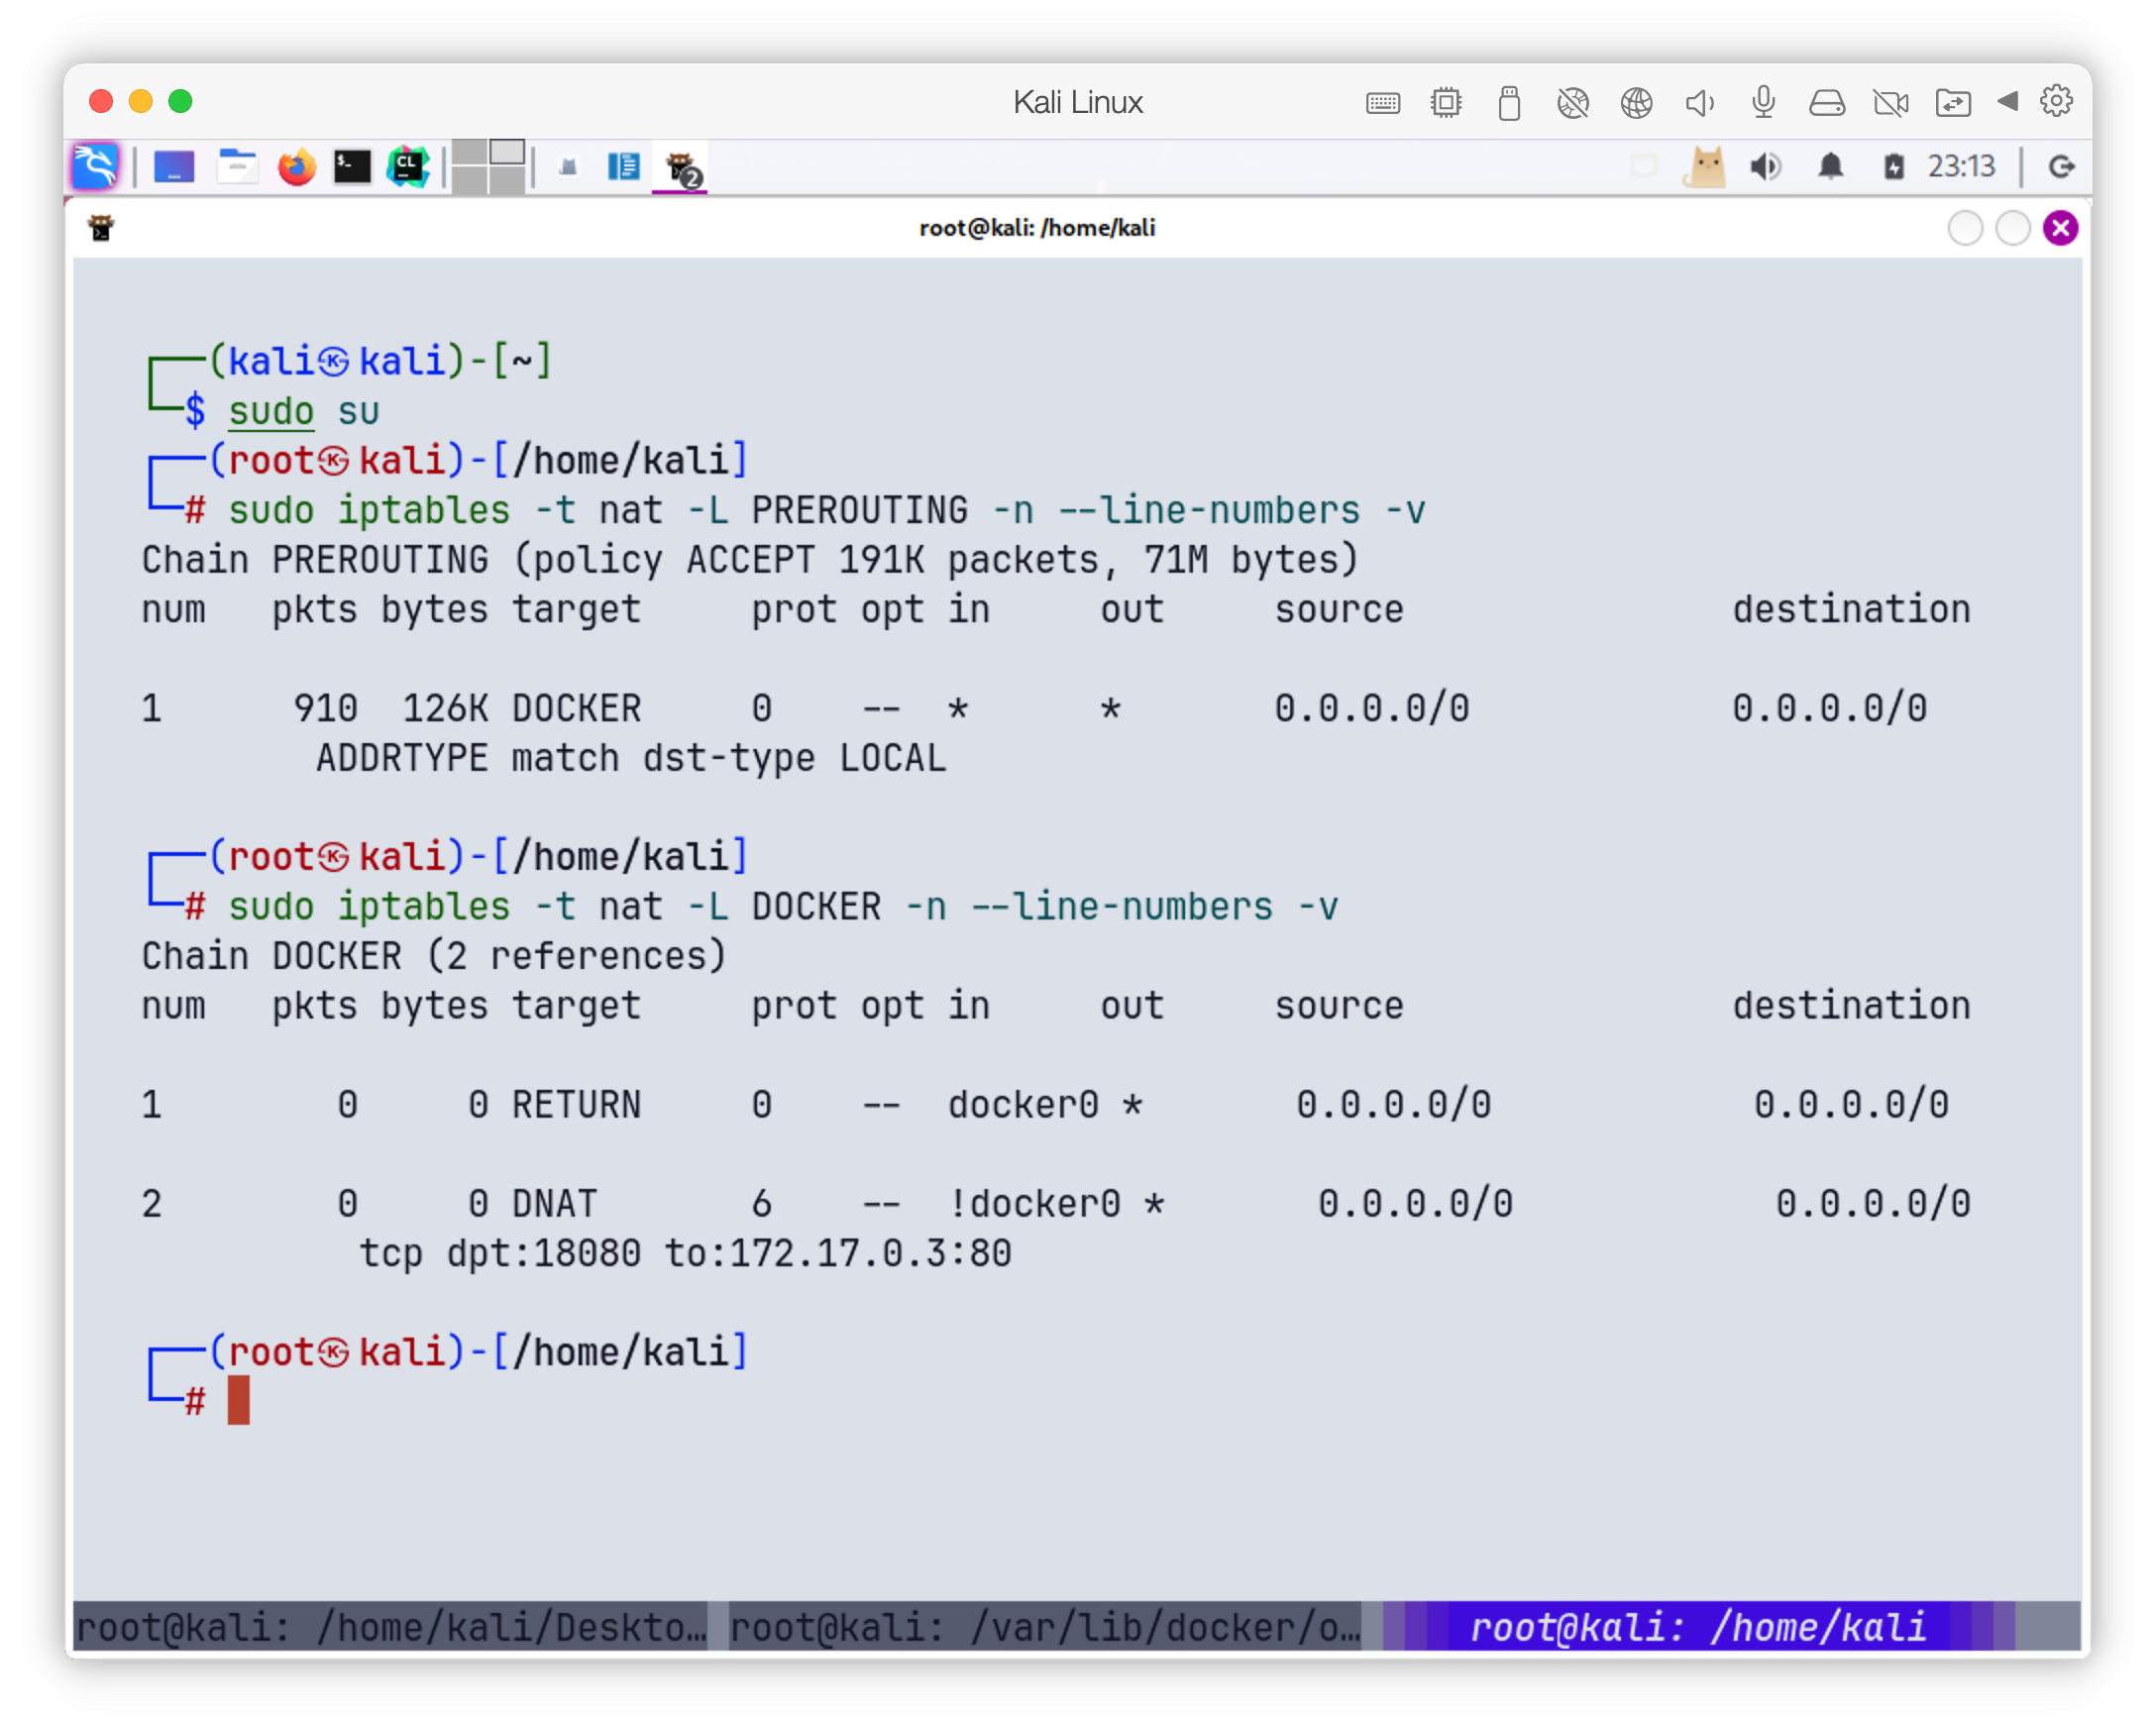 Kali Linux
$_
CL
2
23:13
root@kali: /home/kali
(kali㉿kali)-[~]
$ sudo su
(root㉿kali)-[/home/kali]
# sudo iptables -t nat -L PREROUTING -n --line-numbers -v
Chain PREROUTING (policy ACCEPT 191K packets, 71M bytes)
num pkts bytes target prot opt in out source destination
1 910 126K DOCKER 0 -- * * 0.0.0.0/0 0.0.0.0/0
ADDRTYPE match dst-type LOCAL
(root㉿kali)-[/home/kali]
# sudo iptables -t nat -L DOCKER -n --line-numbers -v
Chain DOCKER (2 references)
num pkts bytes target prot opt in out source destination
1 0 0 RETURN 0 -- docker0 * 0.0.0.0/0 0.0.0.0/0
2 0 0 DNAT 6 -- !docker0 * 0.0.0.0/0 0.0.0.0/0
tcp dpt:18080 to:172.17.0.3:80
(root㉿kali)-[/home/kali]
#
root@kali: /home/kali/Deskto… root@kali: /var/lib/docker/o… root@kali: /home/kali